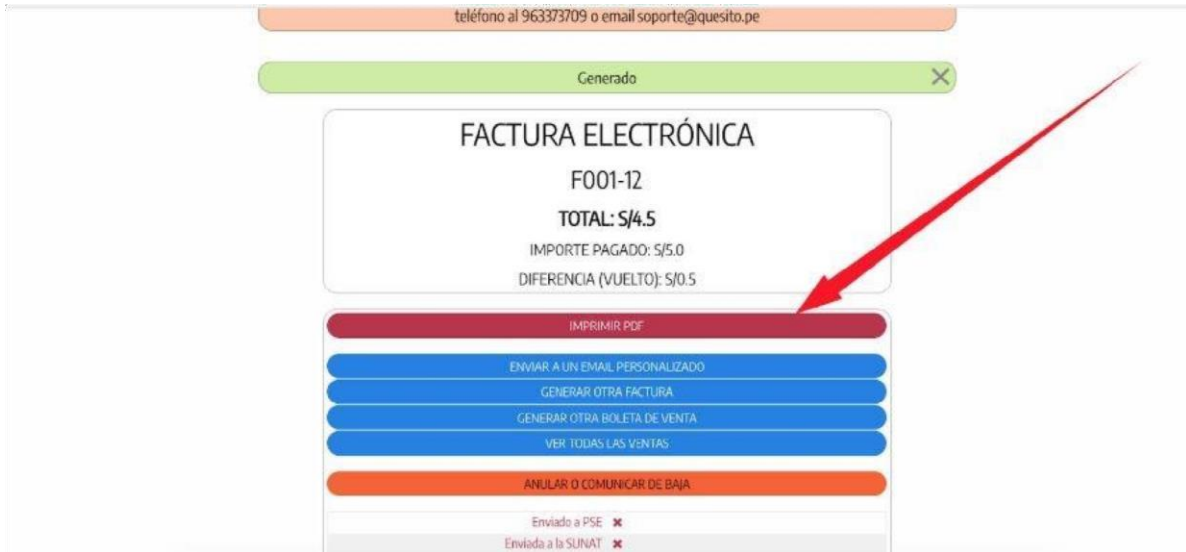 teléfono al 963373709 o email soporte@quesito.pe
Generado
FACTURA ELECTRÓNICA
F001-12
TOTAL: S/4.5
IMPORTE PAGADO: S/5.0
DIFERENCIA (VUELTO): S/0.5
IMPRIMIR PDF
ENVIAR A UN EMAIL PERSONALIZADO
GENERAR OTRA FACTURA
GENERAR OTRA BOLETA DE VENTA
VER TODAS LAS VENTAS
ANULAR O COMUNICAR DE BAJA
Enviado a PSE ✖
Enviada a la SUNAT ✖